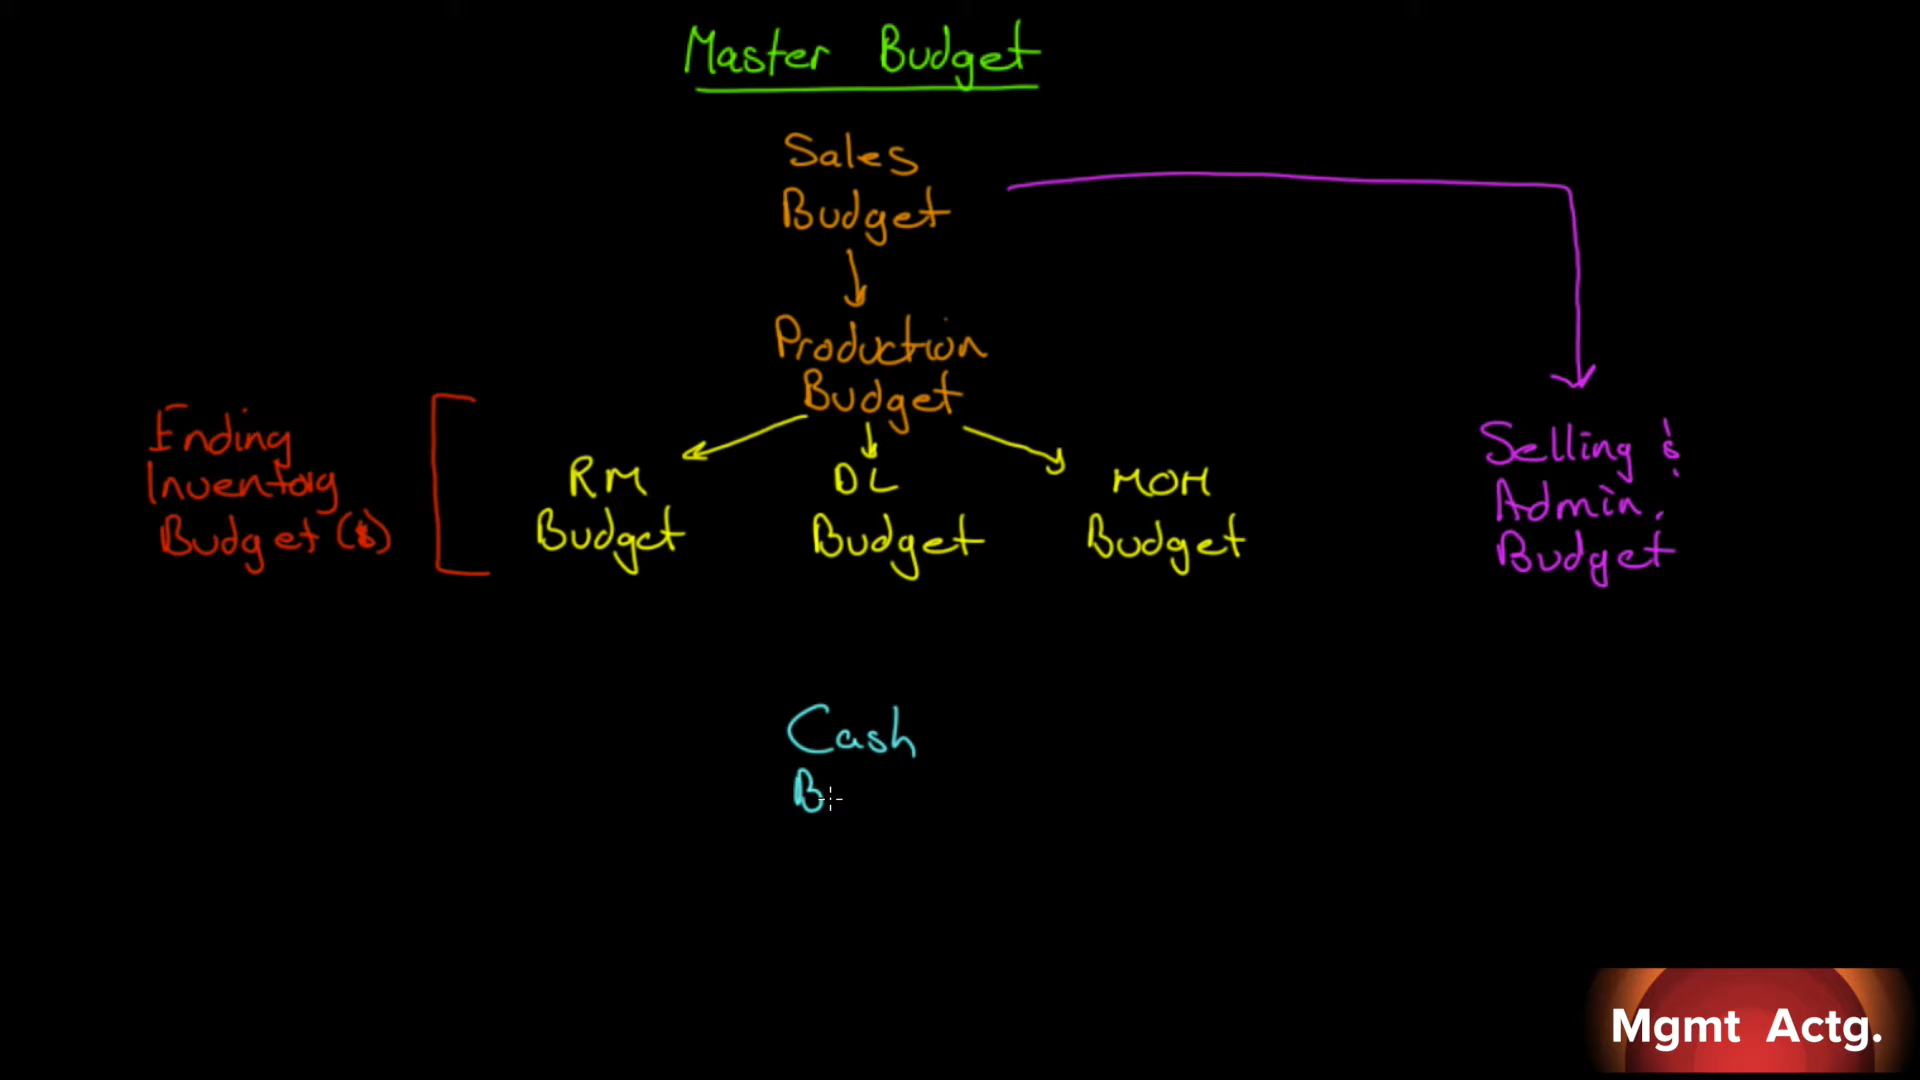 Master Budget
Sales
Budget
Production
Budget
Ending
Inventory
Budget ($)
RM
Budget
DL
Budget
MOH
Budget
Selling &
Admin.
Budget
Cash
B
Mgmt Actg.